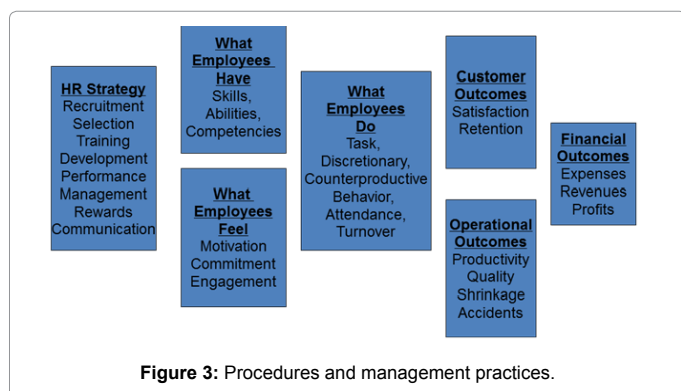 HR Strategy
Recruitment
Selection
Training
Development
Performance
Management
Rewards
Communication
What
Employees
Have
Skills,
Abilities,
Competencies
What
Employees
Feel
Motivation
Commitment
Engagement
What
Employees
Do
Task,
Discretionary,
Counterproductive
Behavior,
Attendance,
Turnover
Customer
Outcomes
Satisfaction
Retention
Operational
Outcomes
Productivity
Quality
Shrinkage
Accidents
Financial
Outcomes
Expenses
Revenues
Profits
Figure 3: Procedures and management practices.